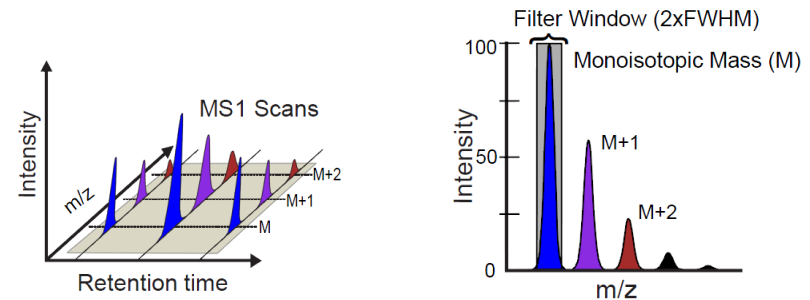 MS1 Scans
Intensity
m/z
M+2
M+1
M
Retention time
Filter Window (2xFWHM)
Monoisotopic Mass (M)
100
M+1
50
Intensity
M+2
0
m/z